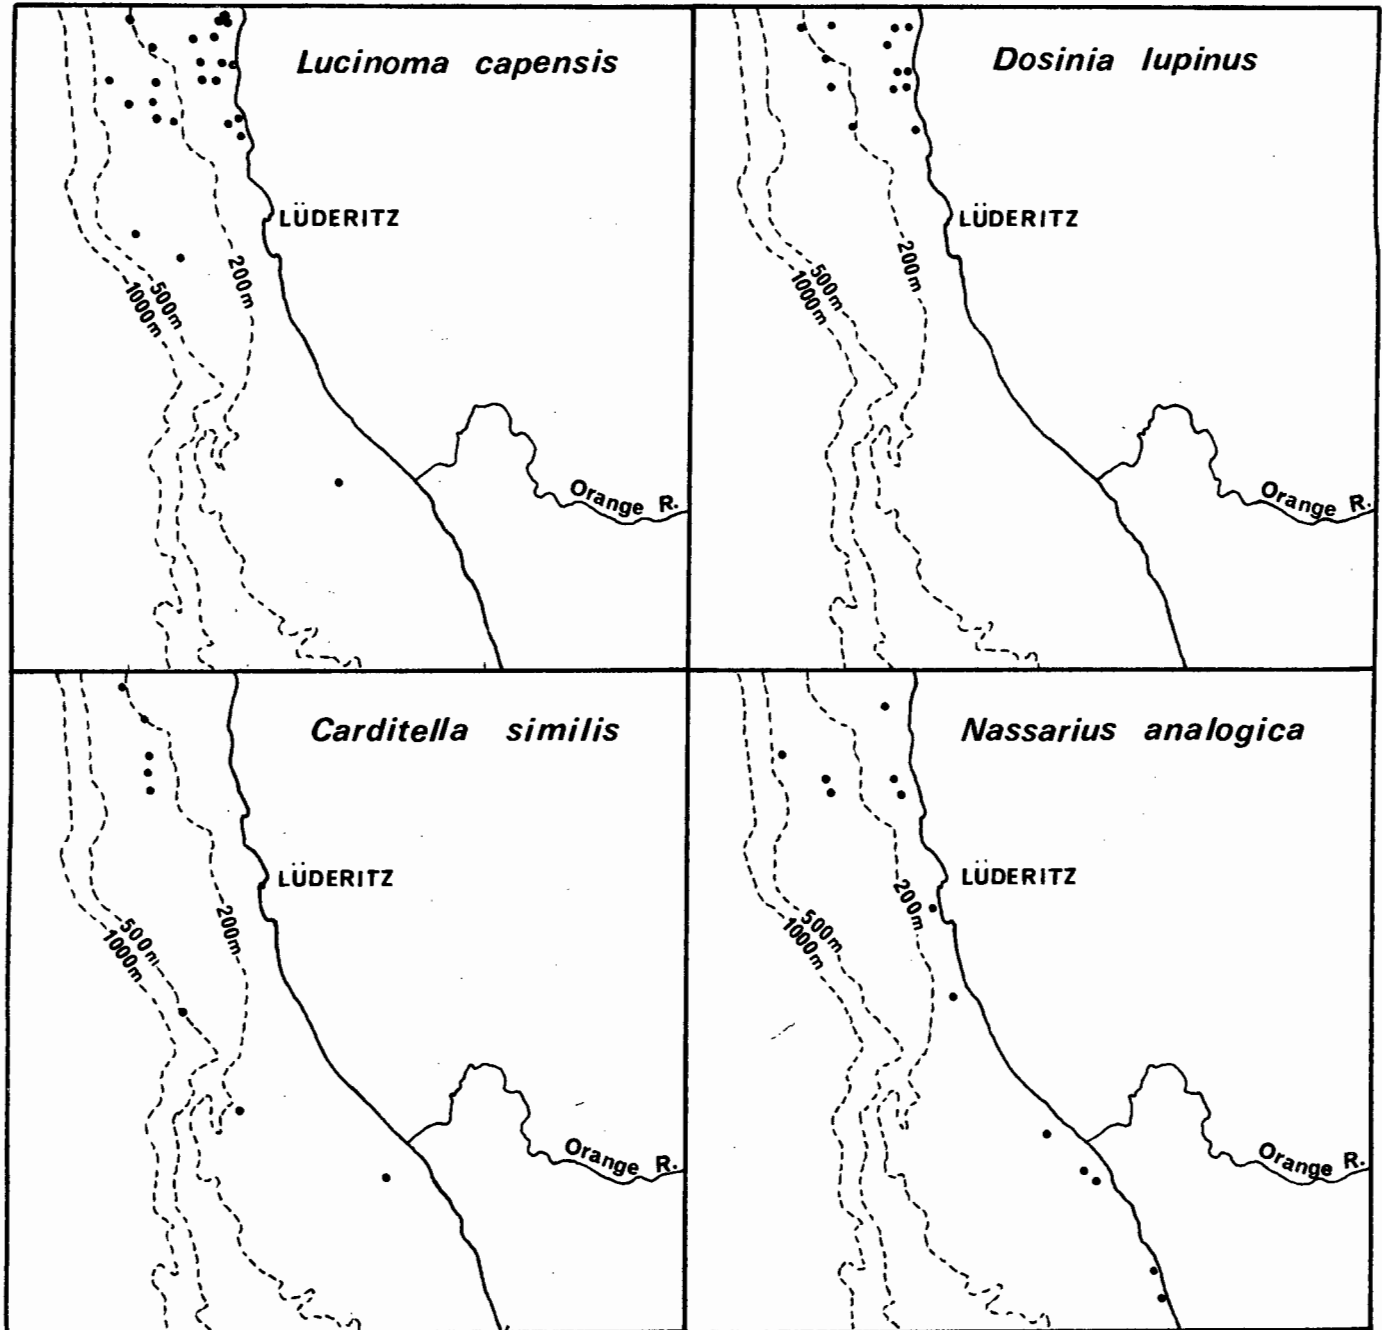 Lucinoma capensis
LÜDERITZ
200m
500m
1000m
Orange R.
Dosinia lupinus
LÜDERITZ
200m
500m
1000m
Orange R.
Carditella similis
LÜDERITZ
200m
500m
1000m
Orange R.
Nassarius analogica
LÜDERITZ
200m
500m
1000m
Orange R.